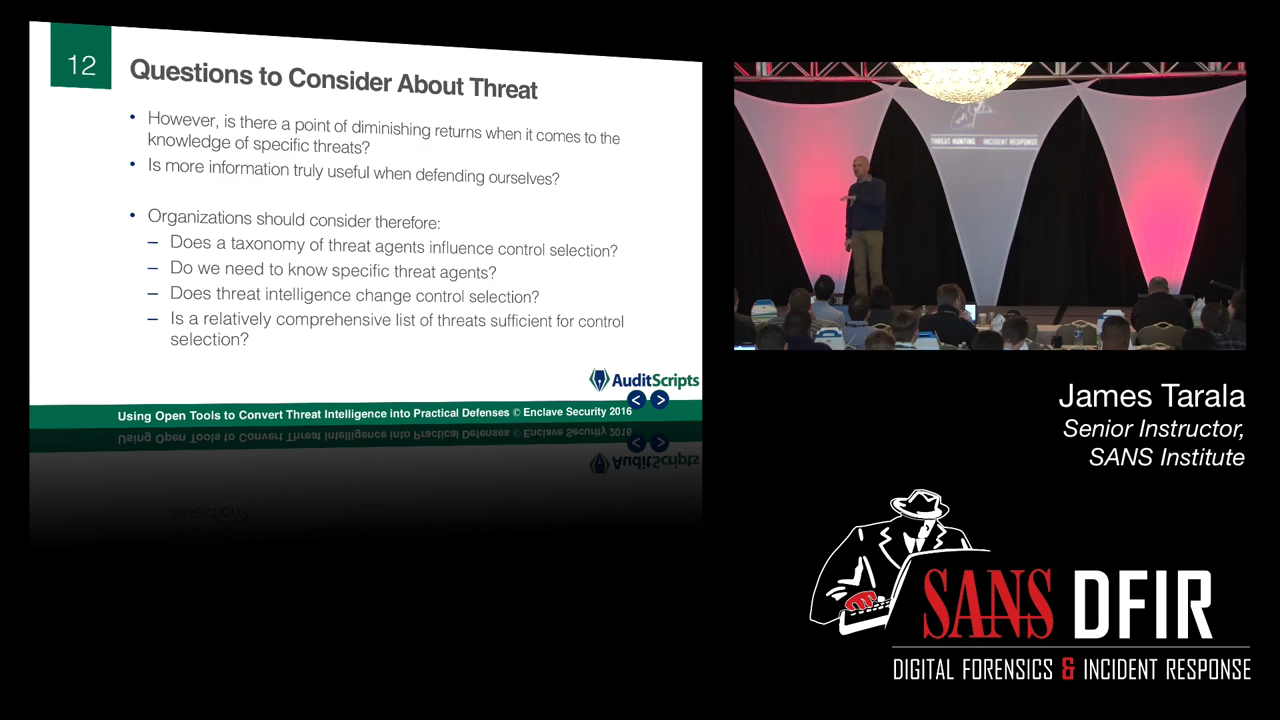 12
Questions to Consider About Threat
• However, is there a point of diminishing returns when it comes to the
knowledge of specific threats?
• Is more information truly useful when defending ourselves?
• Organizations should consider therefore:
– Does a taxonomy of threat agents influence control selection?
– Do we need to know specific threat agents?
– Does threat intelligence change control selection?
– Is a relatively comprehensive list of threats sufficient for control
selection?
AuditScripts
Using Open Tools to Convert Threat Intelligence into Practical Defenses © Enclave Security 2016
THREAT HUNTING & INCIDENT RESPONSE
James Tarala
Senior Instructor,
SANS Institute
SANS DFIR
DIGITAL FORENSICS & INCIDENT RESPONSE